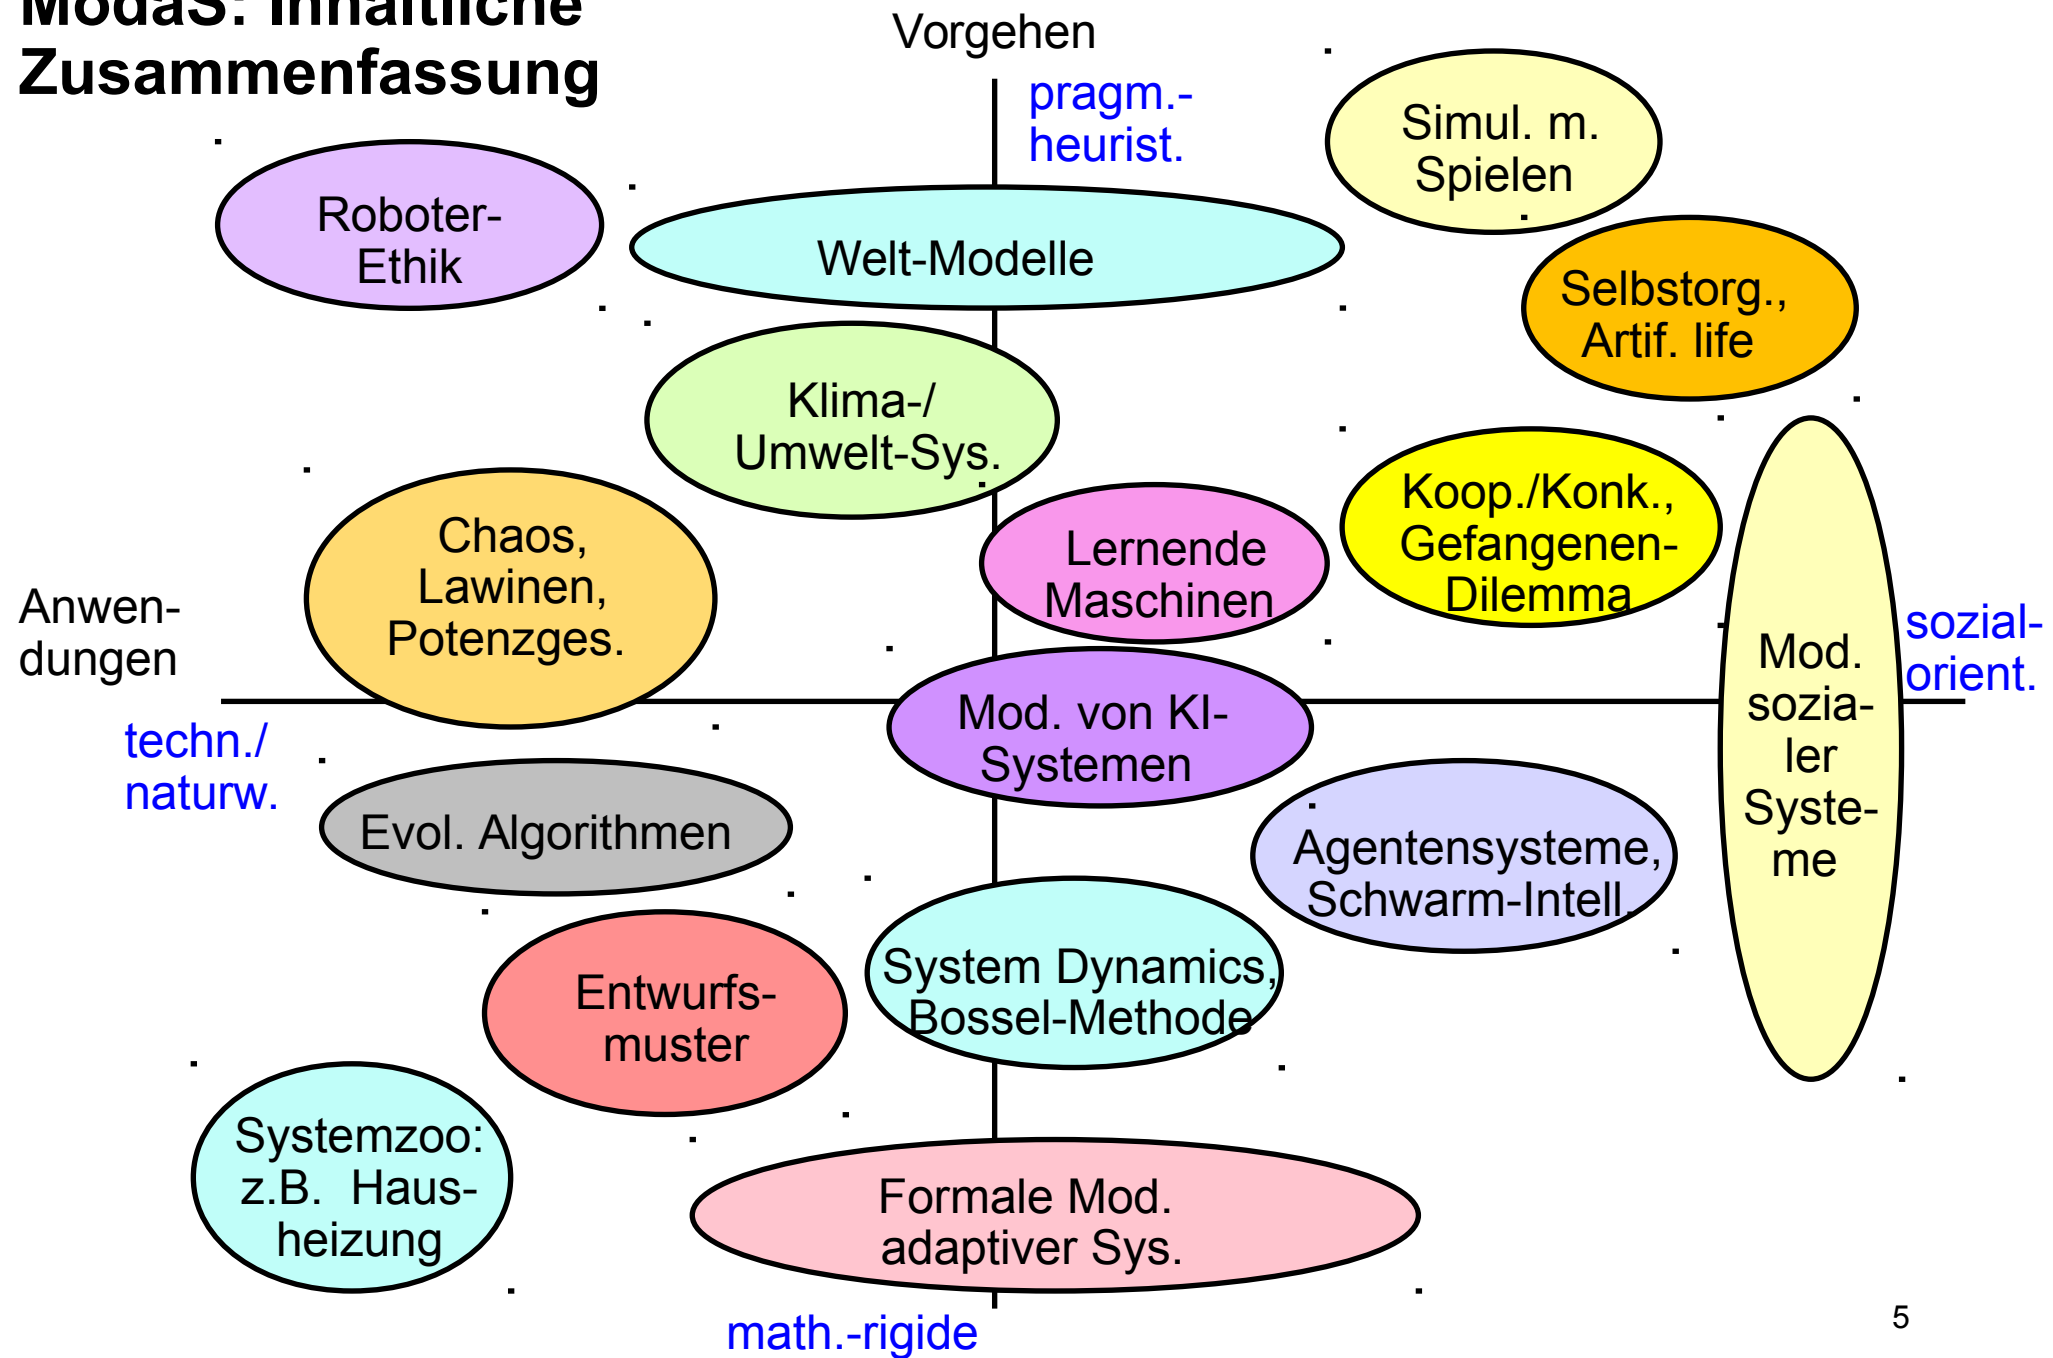 ModaS: Inhaltliche
Zusammenfassung
Vorgehen
pragm.-
heurist.
Simul. m.
Spielen
Roboter-
Ethik
Welt-Modelle
Selbstorg.,
Artif. life
Klima-/
Umwelt-Sys.
Koop./Konk.,
Gefangenen-
Dilemma
Chaos,
Lawinen,
Potenzges.
Lernende
Maschinen
Anwen-
dungen
sozial-
orient.
Mod.
sozia-
ler
Syste-
me
techn./
naturw.
Mod. von KI-
Systemen
Evol. Algorithmen
Agentensysteme,
Schwarm-Intell.
System Dynamics,
Bossel-Methode
Entwurfs-
muster
Systemzoo:
z.B.  Haus-
heizung
Formale Mod.
adaptiver Sys.
math.-rigide
5